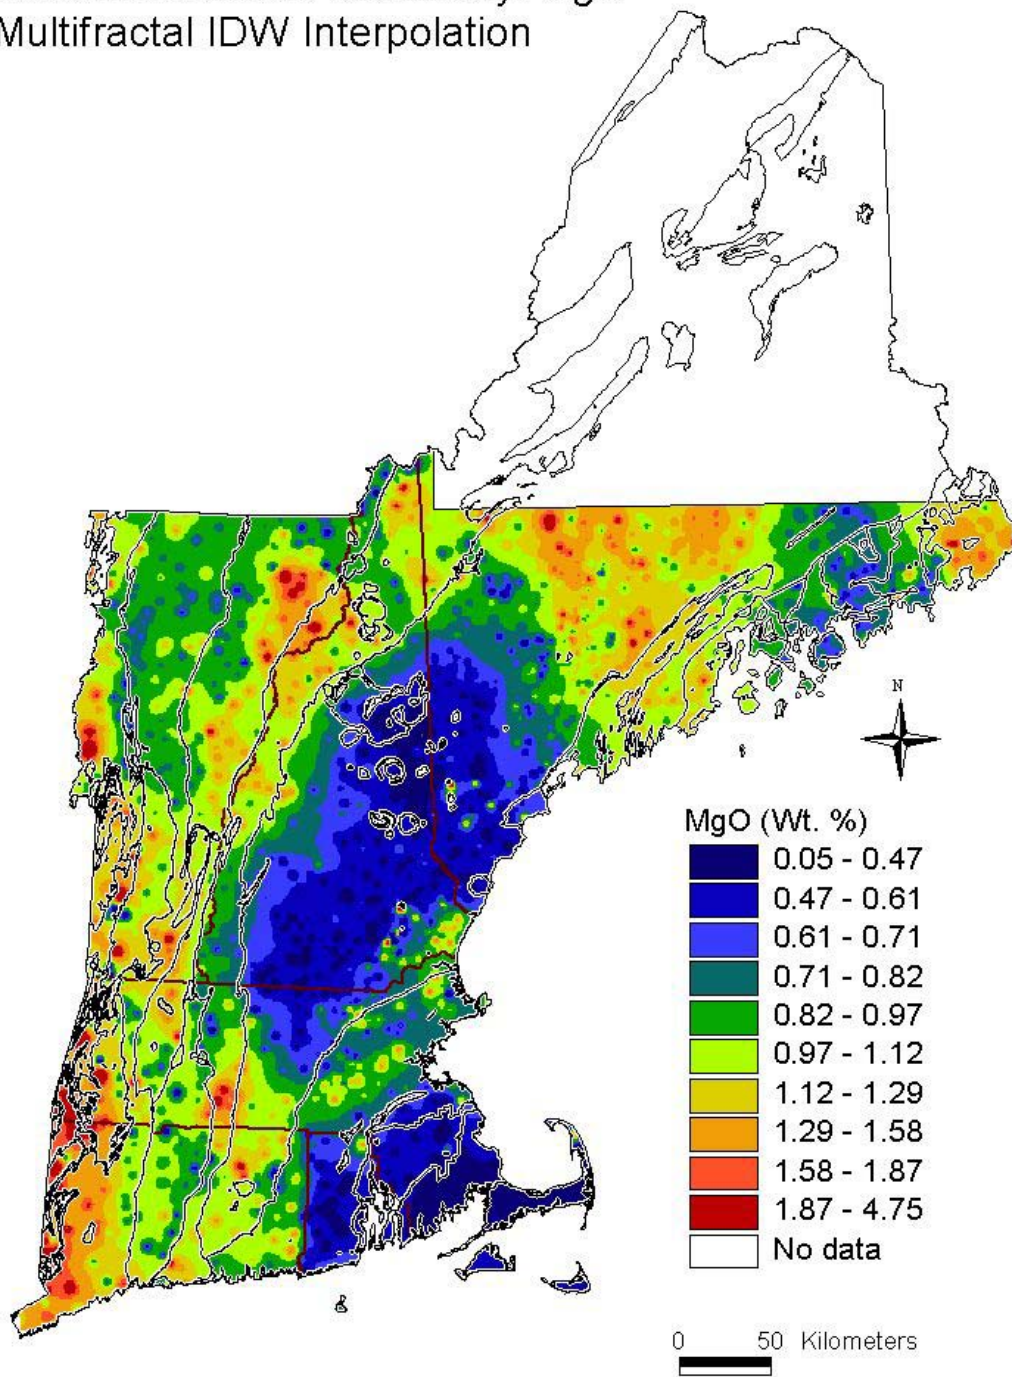 Multifractal IDW Interpolation
N
MgO (Wt. %)
0.05 - 0.47
0.47 - 0.61
0.61 - 0.71
0.71 - 0.82
0.82 - 0.97
0.97 - 1.12
1.12 - 1.29
1.29 - 1.58
1.58 - 1.87
1.87 - 4.75
No data
0 50 Kilometers